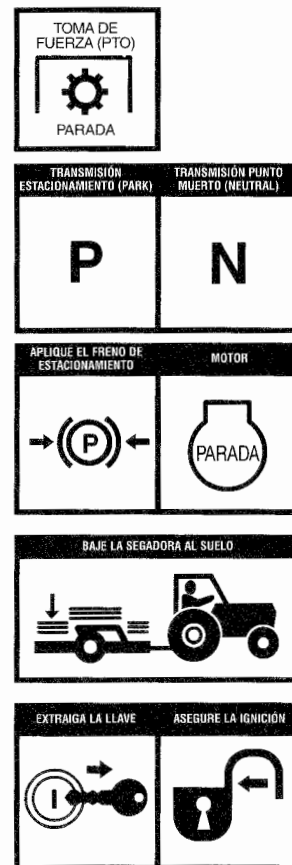 TOMA DE
FUERZA (PTO)
PARADA
TRANSMISIÓN
ESTACIONAMIENTO (PARK)
TRANSMISIÓN PUNTO
MUERTO (NEUTRAL)
P
N
APLIQUE EL FRENO DE
ESTACIONAMIENTO
MOTOR
P
PARADA
BAJE LA SEGADORA AL SUELO
EXTRAIGA LA LLAVE
ASEGURE LA IGNICIÓN
I